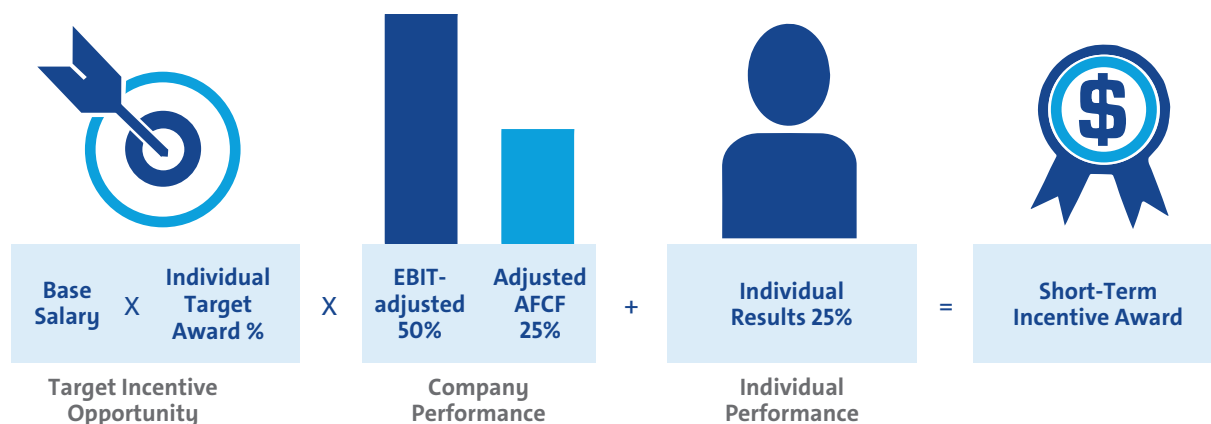 $
Base
Salary
X
Individual
Target
Award %
X
EBIT-
adjusted
50%
Adjusted
AFCF
25%
+
Individual
Results 25%
=
Short-Term
Incentive Award
Target Incentive
Opportunity
Company
Performance
Individual
Performance